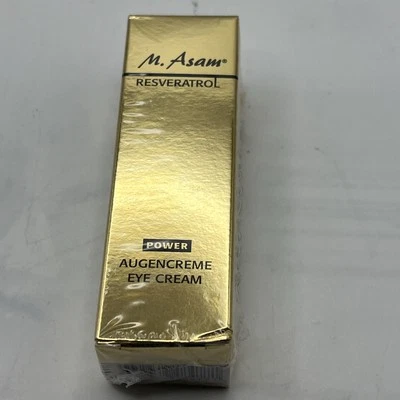 M. Asam®
RESVERATROL
POWER
AUGENCREME
EYE CREAM